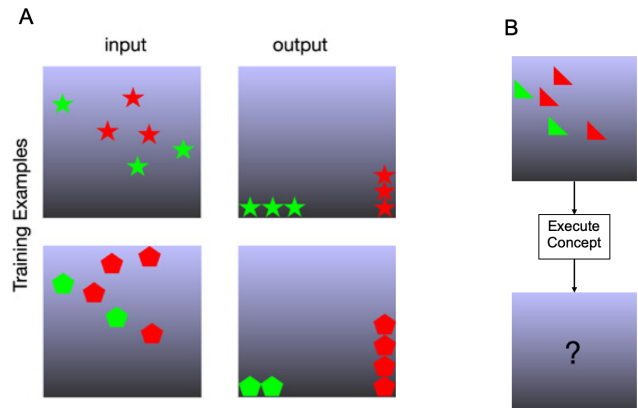 A
input
output
Training Examples
B
Execute
Concept
?